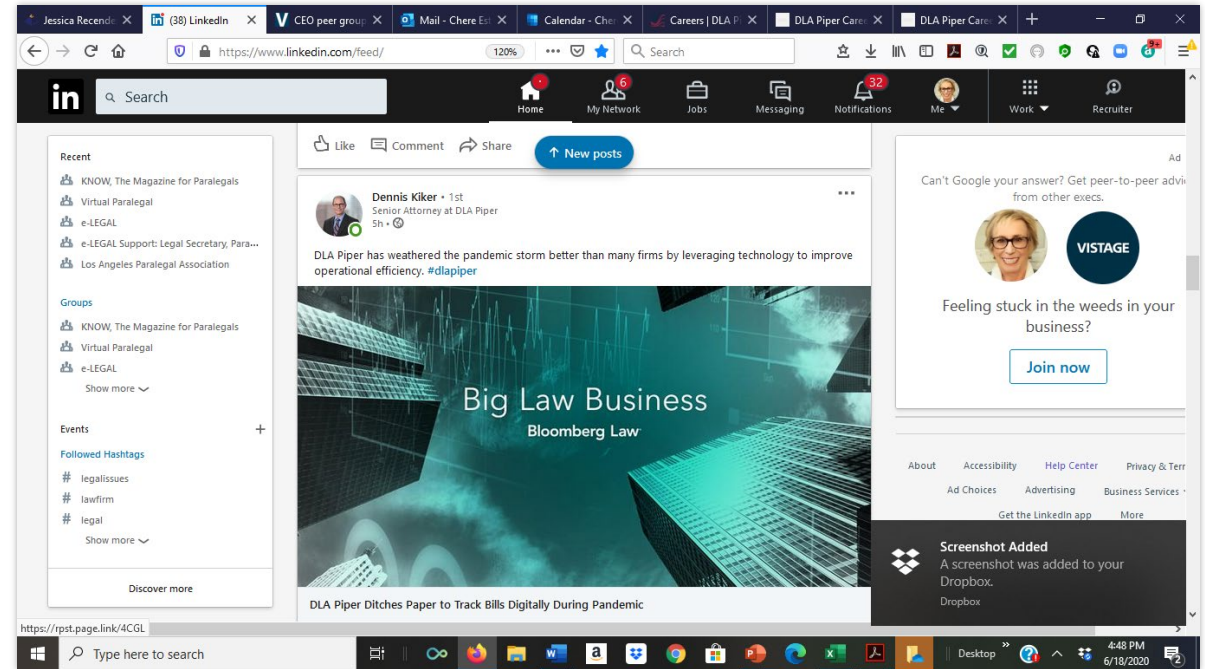 Jessica Recende
(38) LinkedIn
CEO peer group
Mail - Chere Est
Calendar - Cher
Careers | DLA Pi
DLA Piper Caree
DLA Piper Caree
https://www.linkedin.com/feed/
120%
Search
9+
in
Search
Home
6
My Network
Jobs
Messaging
32
Notifications
Me
Work
Recruiter
Recent
KNOW, The Magazine for Paralegals
Virtual Paralegal
e-LEGAL
e-LEGAL Support: Legal Secretary, Para...
Los Angeles Paralegal Association
Groups
KNOW, The Magazine for Paralegals
Virtual Paralegal
e-LEGAL
Show more
Events
Followed Hashtags
# legalissues
# lawfirm
# legal
Show more
Discover more
Like Comment Share
↑ New posts
Dennis Kiker • 1st
Senior Attorney at DLA Piper
5h •
DLA Piper has weathered the pandemic storm better than many firms by leveraging technology to improve
operational efficiency. #dlapiper
Big Law Business
Bloomberg Law
DLA Piper Ditches Paper to Track Bills Digitally During Pandemic
Ad
Can't Google your answer? Get peer-to-peer advi
from other execs.
VISTAGE
Feeling stuck in the weeds in your
business?
Join now
About Accessibility Help Center Privacy & Terr
Ad Choices Advertising Business Services
Get the LinkedIn app More
Screenshot Added
A screenshot was added to your
Dropbox.
Dropbox
https://rpst.page.link/4CGL
Type here to search
Desktop
4:48 PM
6/18/2020
2